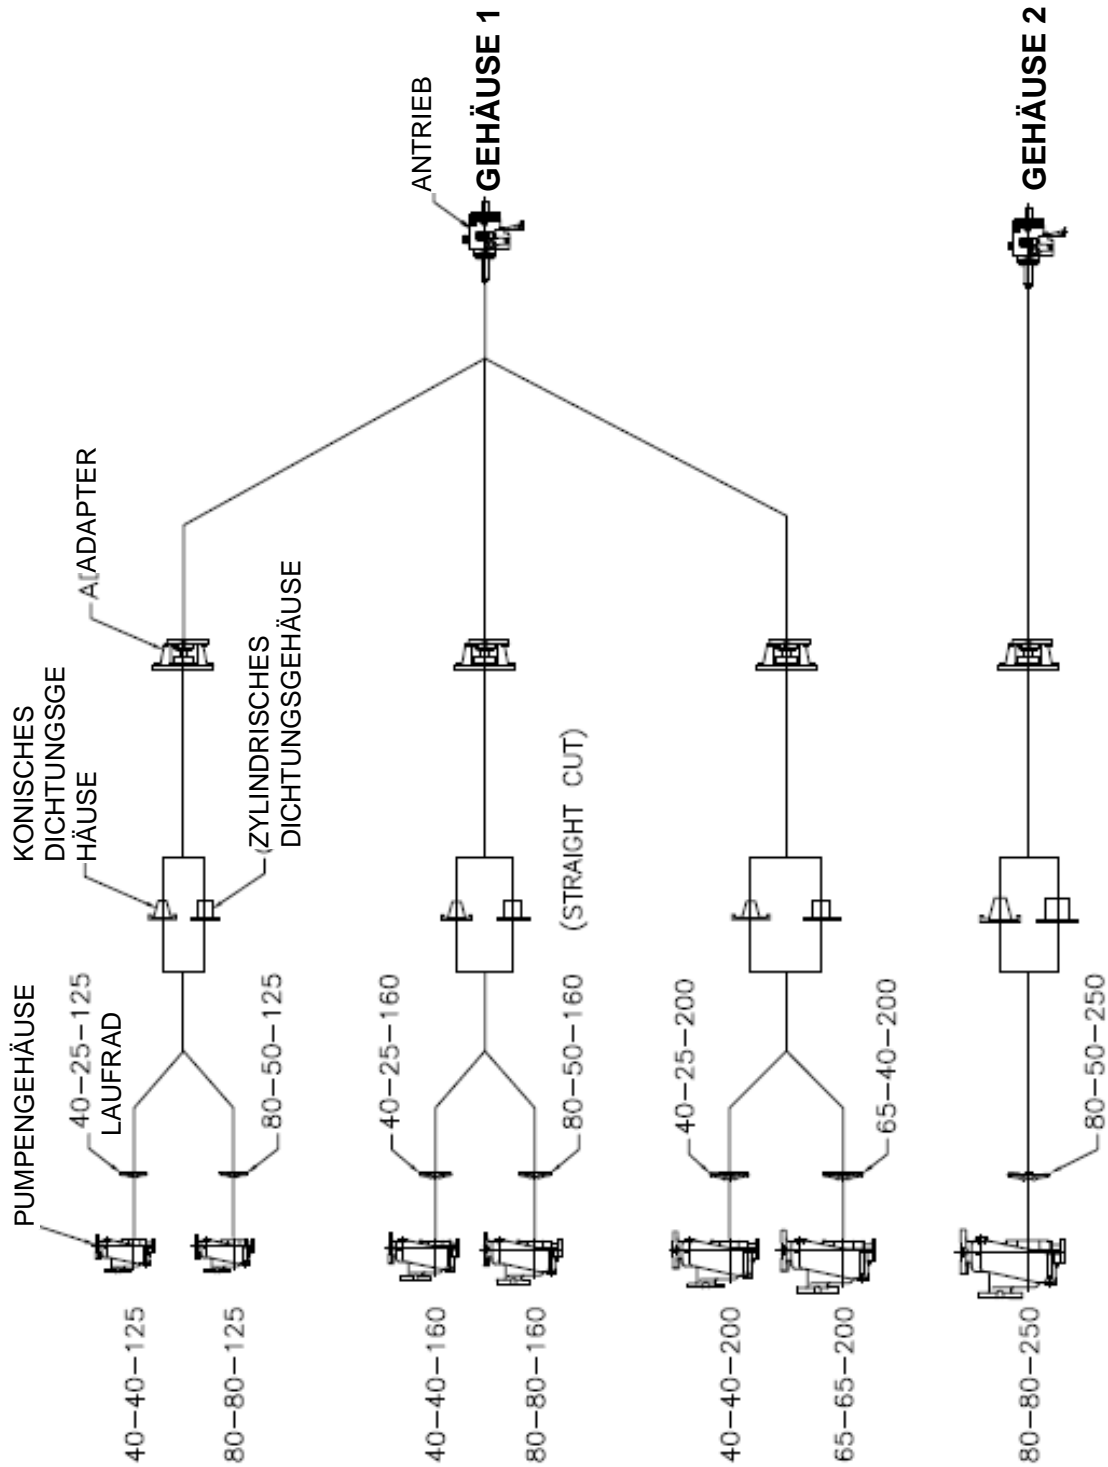 PUMPENGEHÄUSE
40-25-125
LAUFRAD
KONISCHES
DICHTUNGSGE
HÄUSE
A[ADAPTER
(ZYLINDRISCHES
DICHTUNGSGEHÄUSE
ANTRIEB
GEHÄUSE 1
40-40-125
80-80-125
80-50-125
40-40-160
40-25-160
80-80-160
80-50-160 (STRAIGHT CUT)
40-40-200
40-25-200
65-65-200
65-40-200
80-80-250
80-50-250
GEHÄUSE 2